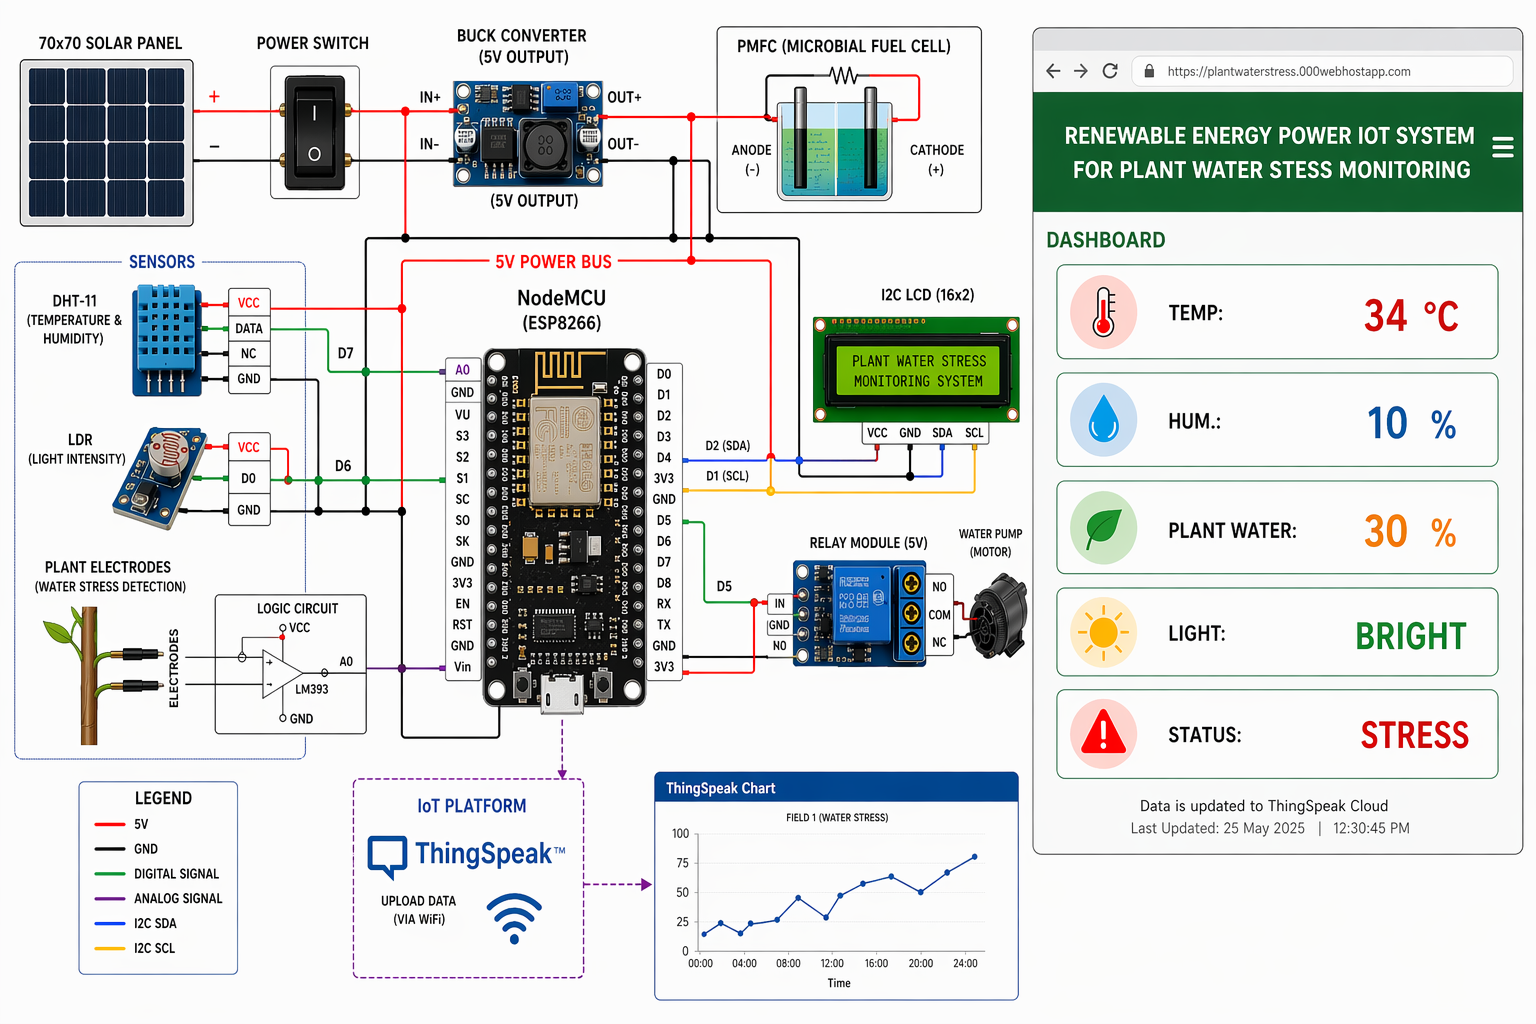 70x70 SOLAR PANEL
+
−
POWER SWITCH
I
O
BUCK CONVERTER
(5V OUTPUT)
IN+
IN-
OUT+
OUT-
(5V OUTPUT)
PMFC (MICROBIAL FUEL CELL)
ANODE
(-)
CATHODE
(+)
SENSORS
DHT-11
(TEMPERATURE &
HUMIDITY)
VCC
DATA
NC
GND
D7
LDR
(LIGHT INTENSITY)
VCC
D0
GND
D6
PLANT ELECTRODES
(WATER STRESS DETECTION)
ELECTRODES
LOGIC CIRCUIT
VCC
LM393
GND
A0
5V POWER BUS
NodeMCU
(ESP8266)
A0
GND
VU
S3
S2
S1
SC
SO
SK
GND
3V3
EN
RST
GND
Vin
D0
D1
D2
D3
D4
3V3
GND
D5
D6
D7
D8
RX
TX
GND
3V3
I2C LCD (16x2)
PLANT WATER STRESS
MONITORING SYSTEM
VCC GND SDA SCL
D2 (SDA)
D1 (SCL)
D5
RELAY MODULE (5V)
IN
GND
NO
NO
COM
NC
WATER PUMP
(MOTOR)
LEGEND
5V
GND
DIGITAL SIGNAL
ANALOG SIGNAL
I2C SDA
I2C SCL
IoT PLATFORM
ThingSpeak™
UPLOAD DATA
(VIA WiFi)
ThingSpeak Chart
FIELD 1 (WATER STRESS)
100
75
50
25
0
00:00 04:00 08:00 12:00 16:00 20:00 24:00
Time
https://plantwaterstress.000webhostapp.com
RENEWABLE ENERGY POWER IOT SYSTEM
FOR PLANT WATER STESS MONITORING
DASHBOARD
TEMP: 34 °C
HUM.: 10 %
PLANT WATER: 30 %
LIGHT: BRIGHT
STATUS: STRESS
Data is updated to ThingSpeak Cloud
Last Updated: 25 May 2025 | 12:30:45 PM